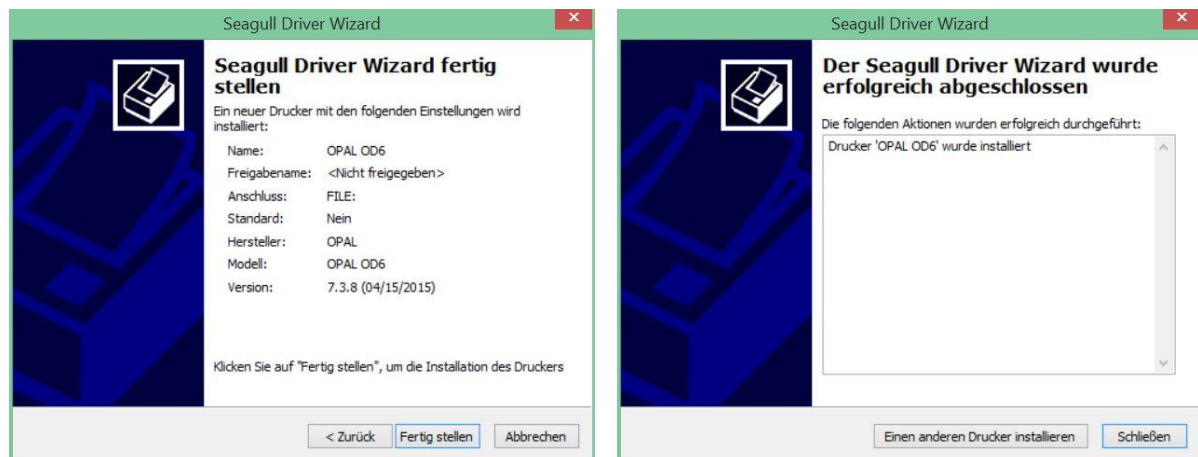 Seagull Driver Wizard
Seagull Driver Wizard fertig
stellen
Ein neuer Drucker mit den folgenden Einstellungen wird
installiert:
Name: OPAL OD6
Freigabename: <Nicht freigegeben>
Anschluss: FILE:
Standard: Nein
Hersteller: OPAL
Modell: OPAL OD6
Version: 7.3.8 (04/15/2015)
Klicken Sie auf "Fertig stellen", um die Installation des Druckers
< Zurück Fertig stellen Abbrechen
Seagull Driver Wizard
Der Seagull Driver Wizard wurde
erfolgreich abgeschlossen
Die folgenden Aktionen wurden erfolgreich durchgeführt:
Drucker 'OPAL OD6' wurde installiert
Einen anderen Drucker installieren Schließen